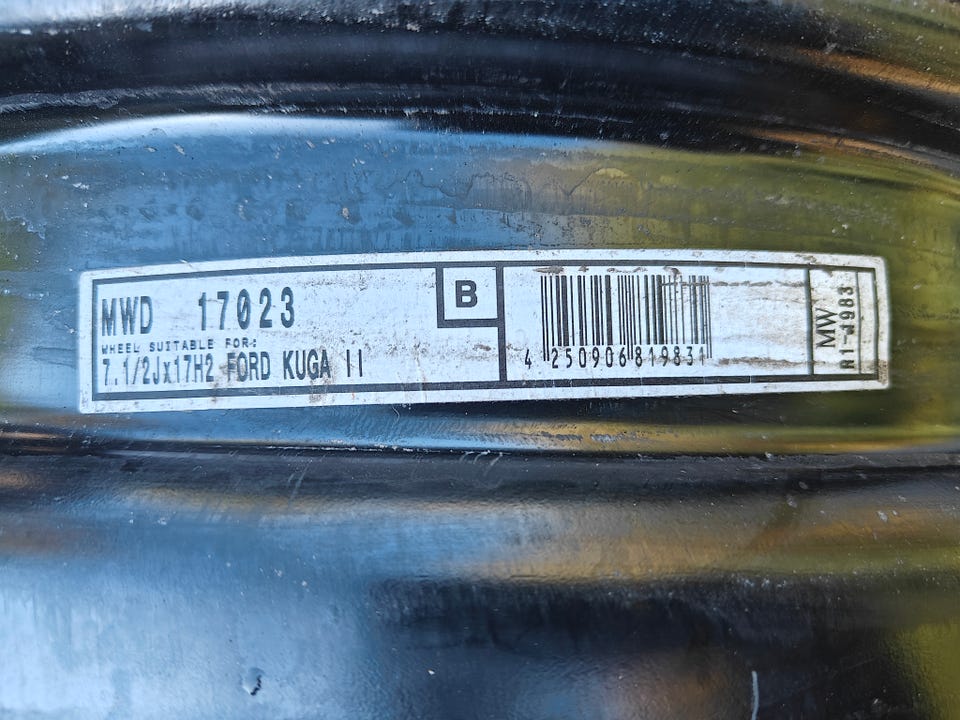 MWD 17023
WHEEL SUITABLE FOR:
7.1/2Jx17H2 FORD KUGA II
B
4 250906 819831
MW
R1-4983